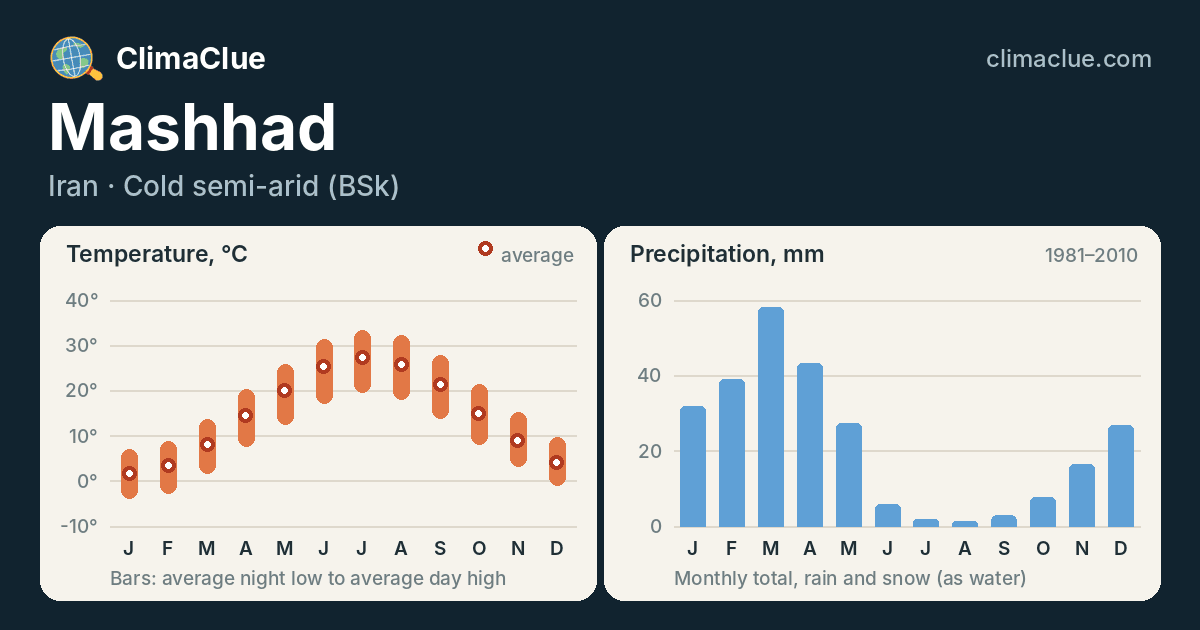 ClimaClue
climaclue.com
Mashhad
Iran · Cold semi-arid (BSk)
Temperature, °C
average
40°
30°
20°
10°
0°
-10°
J F M A M J J A S O N D
Bars: average night low to average day high
Precipitation, mm
1981–2010
60
40
20
0
J F M A M J J A S O N D
Monthly total, rain and snow (as water)